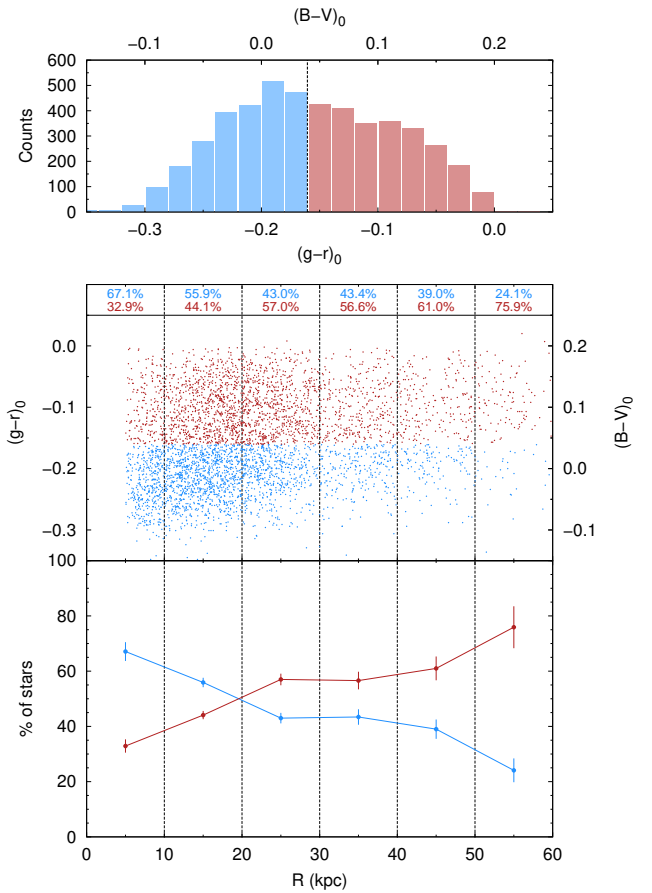 (B−V)0
−0.1 0.0 0.1 0.2
600
500
400
300
200
100
0
Counts
−0.3 −0.2 −0.1 0.0
(g−r)0
67.1% 55.9% 43.0% 43.4% 39.0% 24.1%
32.9% 44.1% 57.0% 56.6% 61.0% 75.9%
0.0 0.2
−0.1 0.1
−0.2 0.0
−0.3 −0.1
(g−r)0
(B−V)0
100
80
60
40
20
0
% of stars
0 10 20 30 40 50 60
R (kpc)